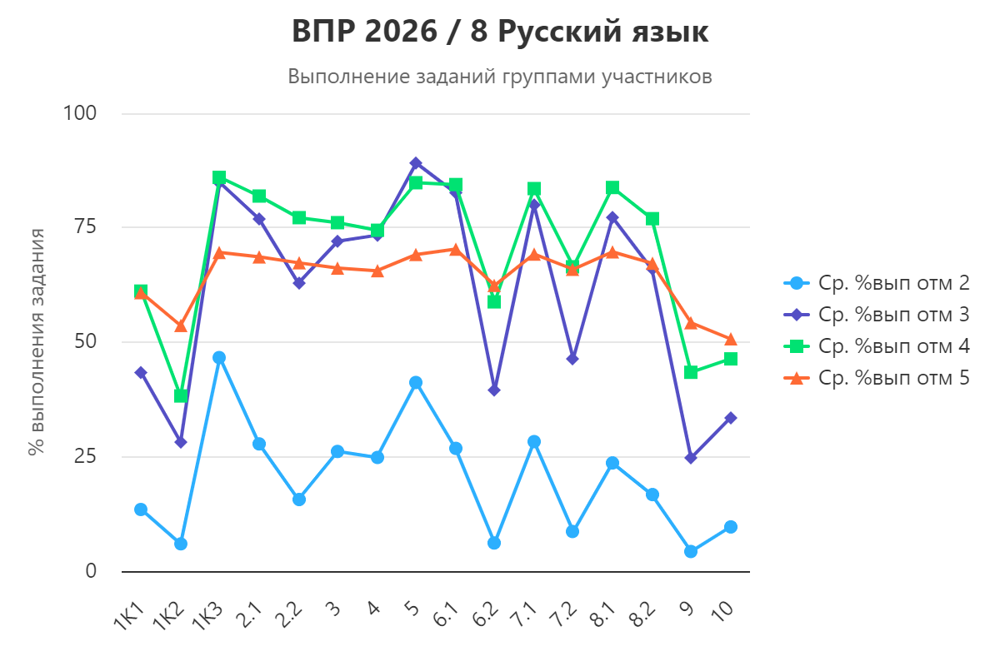 ВПР 2026 / 8 Русский язык
Выполнение заданий группами участников
% выполнения задания
100
75
50
25
0
1К1
1К2
1К3
2.1
2.2
3
4
5
6.1
6.2
7.1
7.2
8.1
8.2
9
10
Ср. %вып отм 2
Ср. %вып отм 3
Ср. %вып отм 4
Ср. %вып отм 5